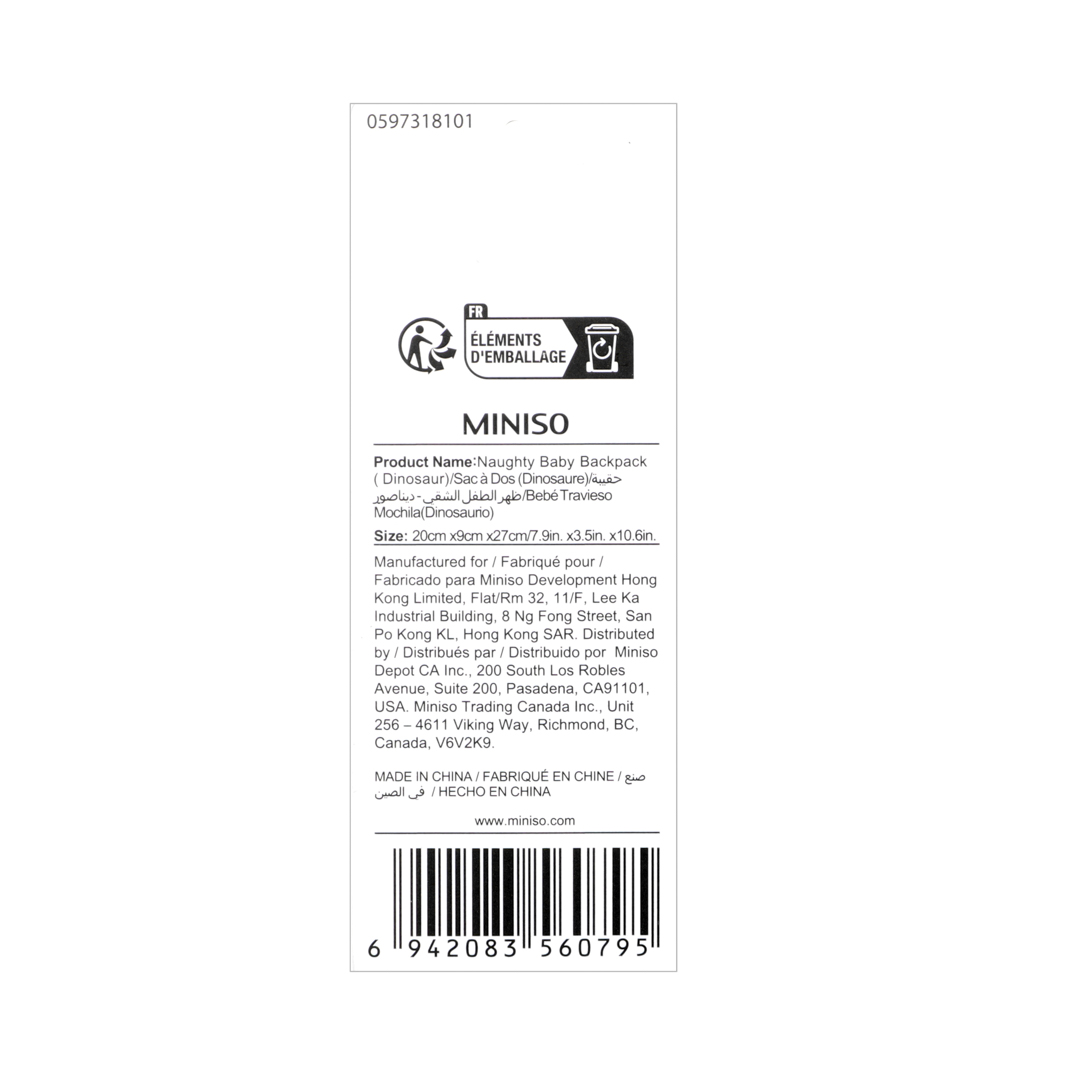 0597318101
FR
ÉLÉMENTS
D'EMBALLAGE
MINISO
Product Name:Naughty Baby Backpack
( Dinosaur)/Sac à Dos (Dinosaure)/حقيبة
ظهر الطفل الشقي - ديناصور/Bebé Travieso
Mochila(Dinosaurio)
Size: 20cm x9cm x27cm/7.9in. x3.5in. x10.6in.
Manufactured for / Fabriqué pour /
Fabricado para Miniso Development Hong
Kong Limited, Flat/Rm 32, 11/F, Lee Ka
Industrial Building, 8 Ng Fong Street, San
Po Kong KL, Hong Kong SAR. Distributed
by / Distribués par / Distribuido por Miniso
Depot CA Inc., 200 South Los Robles
Avenue, Suite 200, Pasadena, CA91101,
USA. Miniso Trading Canada Inc., Unit
256 – 4611 Viking Way, Richmond, BC,
Canada, V6V2K9.
MADE IN CHINA / FABRIQUÉ EN CHINE / صنع
في الصين / HECHO EN CHINA
www.miniso.com
6 942083 560795